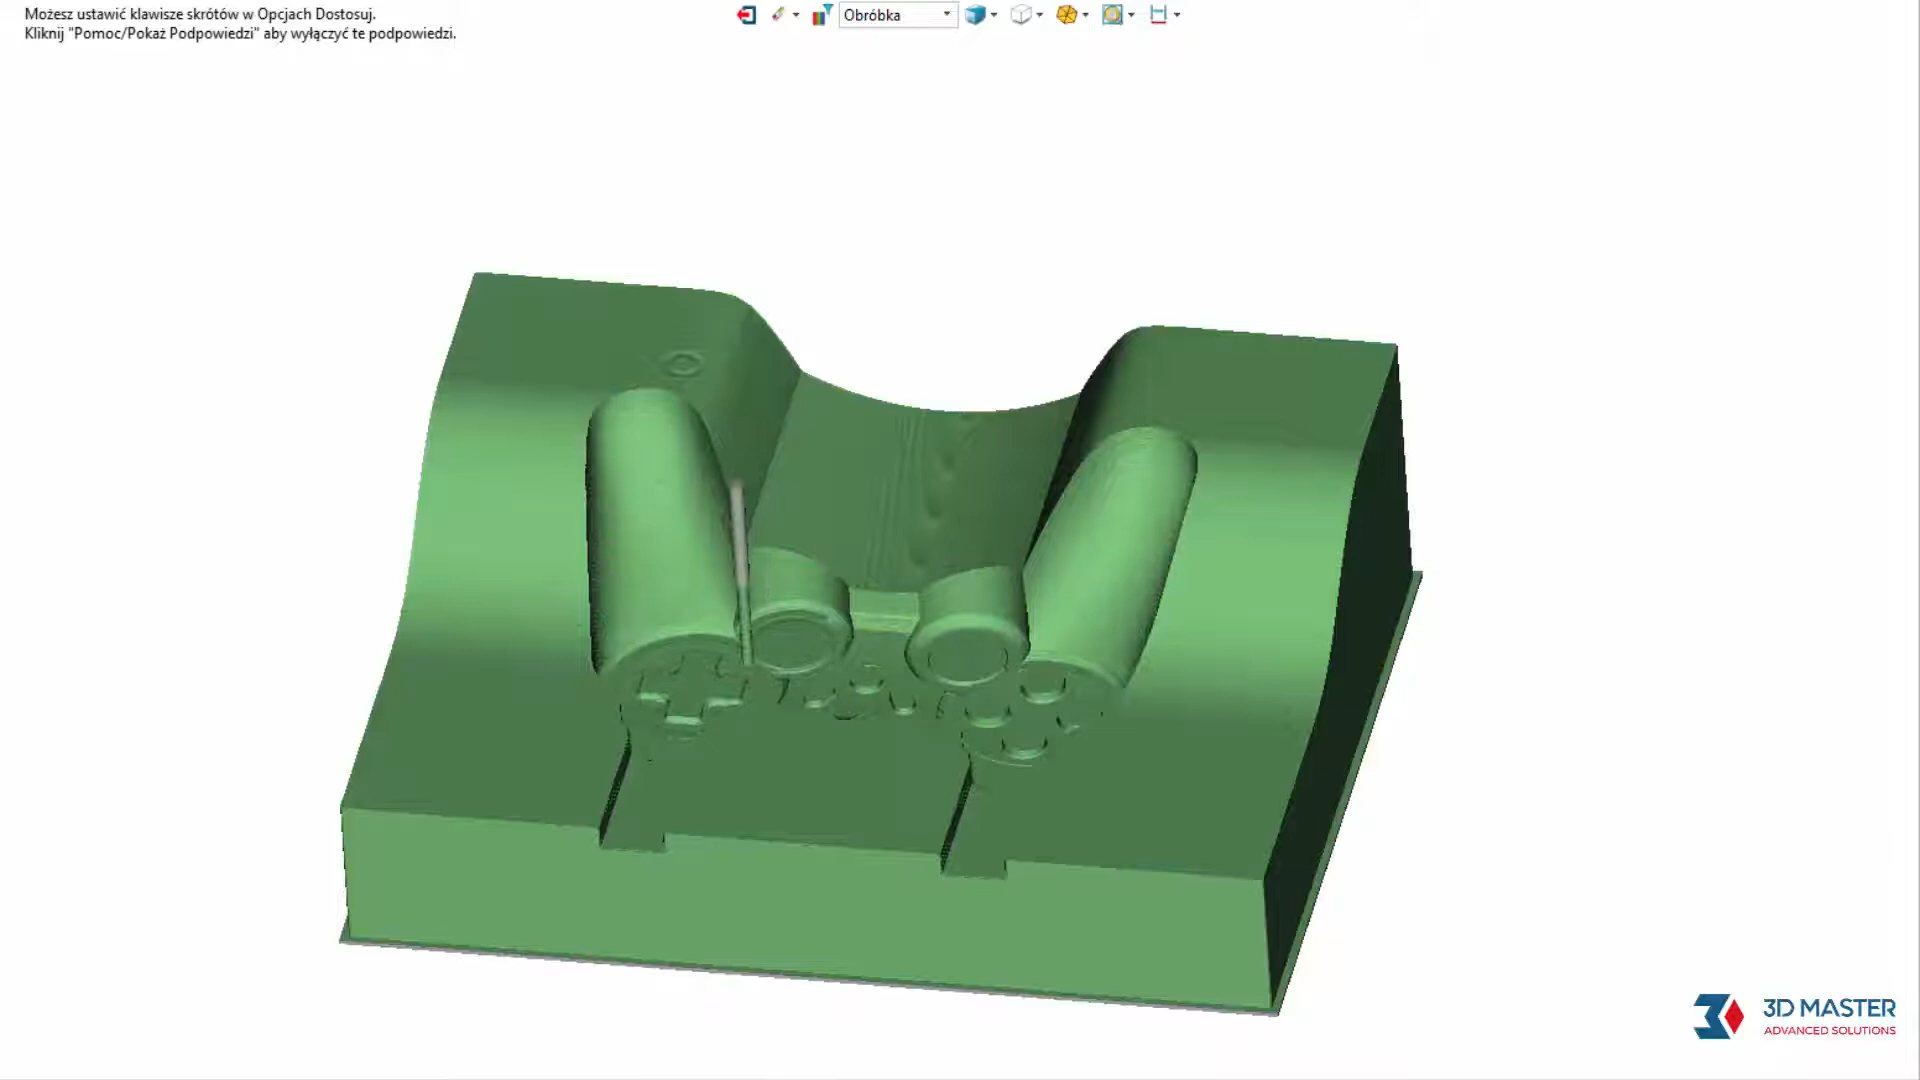 Możesz ustawić klawisze skrótów w Opcjach Dostosuj.
Kliknij "Pomoc/Pokaż Podpowiedzi" aby wyłączyć te podpowiedzi.
Obróbka
3D MASTER
ADVANCED SOLUTIONS